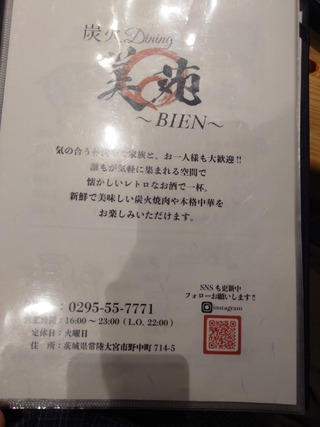 炭火Dining
美苑
～BIEN～
気の合う仲間やご家族と、お一人様も大歓迎!!
誰もが気軽に集まれる空間で
懐かしいレトロなお酒で一杯。
新鮮で美味しい炭火焼肉や本格中華を
お楽しみいただけます。
SNSも更新中
フォローお願いします!!
Instagram
：0295-55-7771
営業時間：16:00～23:00 (L.O. 22:00)
定休日：火曜日
住　所：茨城県常陸大宮市野中町714-5